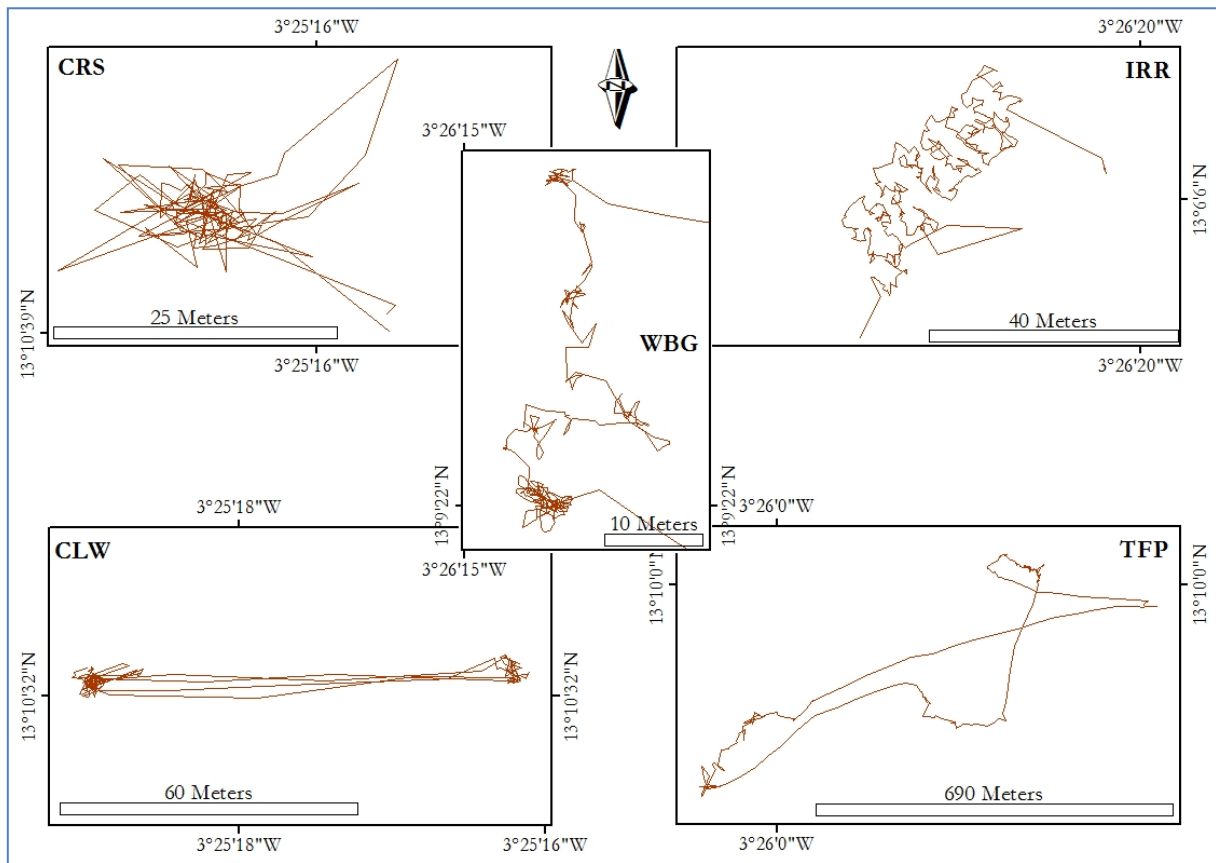 3°25'16"W
3°26'20"W
CRS
IRR
3°26'15"W
13°6'6"N
WBG
25 Meters
40 Meters
13°10'39"N
3°25'16"W
3°26'20"W
N
13°9'22"N
13°9'22"N
10 Meters
3°25'18"W
3°26'0"W
CLW
3°26'15"W
TFP
13°10'0"N
13°10'0"N
13°10'32"N
13°10'32"N
60 Meters
690 Meters
3°25'18"W
3°25'16"W
3°26'0"W